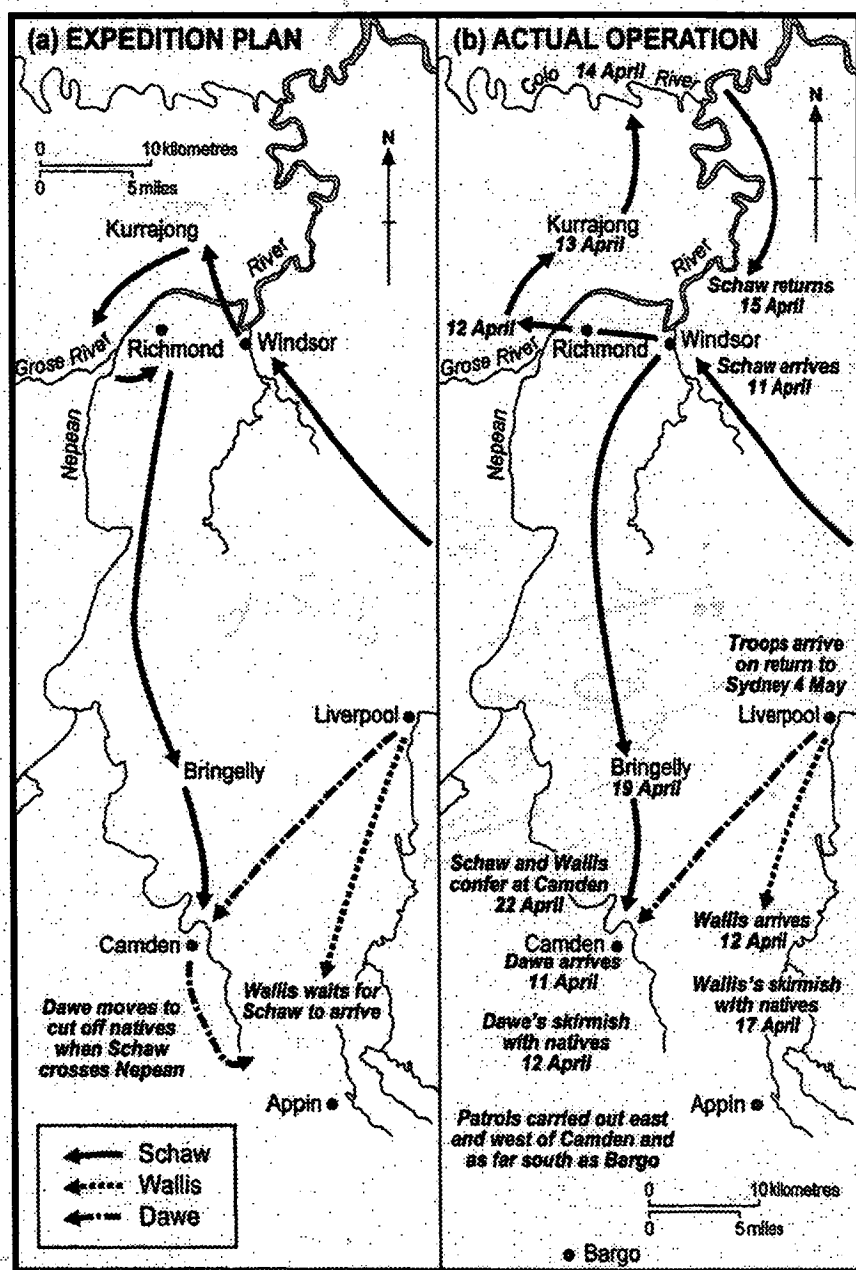 (a) EXPEDITION PLAN
0 10 kilometres
0 5 miles
N
Kurrajong
River
Grose River
Richmond
Windsor
Nepean
Liverpool
Bringelly
Camden
Dawe moves to
cut off natives
when Schaw
crosses Nepean
Wallis waits for
Schaw to arrive
Appin
Schaw
Wallis
Dawe
(b) ACTUAL OPERATION
Colo River
14 April
N
Kurrajong
13 April
River
Schaw returns
15 April
12 April
Grose River
Richmond
Windsor
Schaw arrives
11 April
Nepean
Troops arrive
on return to
Sydney 4 May
Liverpool
Bringelly
19 April
Schaw and Wallis
confer at Camden
22 April
Wallis arrives
12 April
Camden
Dawe arrives
11 April
Wallis's skirmish
with natives
17 April
Dawe's skirmish
with natives
12 April
Appin
Patrols carried out east
and west of Camden and
as far south as Bargo
0 10 kilometres
0 5 miles
Bargo